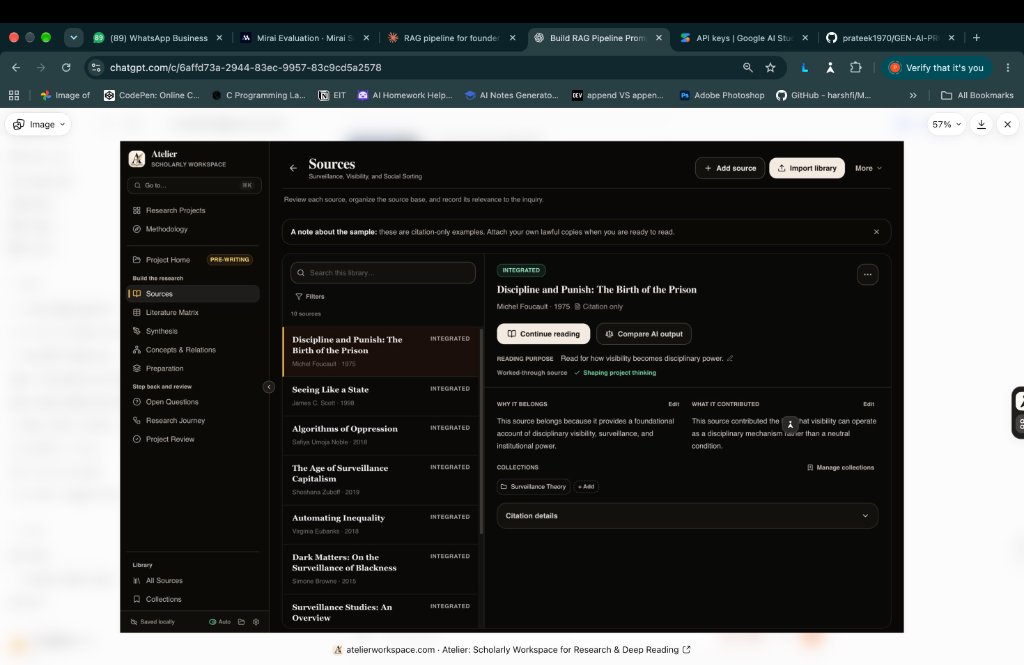 (89) WhatsApp Business
Mirai Evaluation · Mirai S
RAG pipeline for founder
Build RAG Pipeline Prom
API keys | Google AI Stu
prateek1970/GEN-AI-PR
chatgpt.com/c/6affd73a-2944-83ec-9957-83c9cd5a2578
Verify that it's you
Image of
CodePen: Online C...
C Programming La...
EIT
AI Homework Help...
AI Notes Generato...
append VS appen...
Adobe Photoshop
GitHub - harshfi/M...
All Bookmarks
Image
57%
Atelier
SCHOLARLY WORKSPACE
Go to...
⌘K
Research Projects
Methodology
Project Home
PRE-WRITING
Build the research
Sources
Literature Matrix
Synthesis
Concepts & Relations
Preparation
Step back and review
Open Questions
Research Journey
Project Review
Library
All Sources
Collections
Saved locally
Auto
Sources
Surveillance, Visibility, and Social Sorting
+ Add source
Import library
More
Review each source, organize the source base, and record its relevance to the inquiry.
A note about the sample: these are citation-only examples. Attach your own lawful copies when you are ready to read.
Search this library...
Filters
10 sources
Discipline and Punish: The
Birth of the Prison
INTEGRATED
Michel Foucault · 1975
Seeing Like a State
INTEGRATED
James C. Scott · 1998
Algorithms of Oppression
INTEGRATED
Safiya Umoja Noble · 2018
The Age of Surveillance
Capitalism
INTEGRATED
Shoshana Zuboff · 2019
Automating Inequality
INTEGRATED
Virginia Eubanks · 2018
Dark Matters: On the
Surveillance of Blackness
INTEGRATED
Simone Browne · 2015
Surveillance Studies: An
Overview
INTEGRATED
INTEGRATED
Discipline and Punish: The Birth of the Prison
Michel Foucault · 1975 Citation only
Continue reading
Compare AI output
READING PURPOSE Read for how visibility becomes disciplinary power.
Worked-through source ✓ Shaping project thinking
WHY IT BELONGS
Edit
This source belongs because it provides a foundational
account of disciplinary visibility, surveillance, and
institutional power.
WHAT IT CONTRIBUTED
Edit
This source contributed the that visibility can operate
as a disciplinary mechanism rather than a neutral
condition.
COLLECTIONS
Manage collections
Surveillance Theory
+ Add
Citation details
atelierworkspace.com · Atelier: Scholarly Workspace for Research & Deep Reading